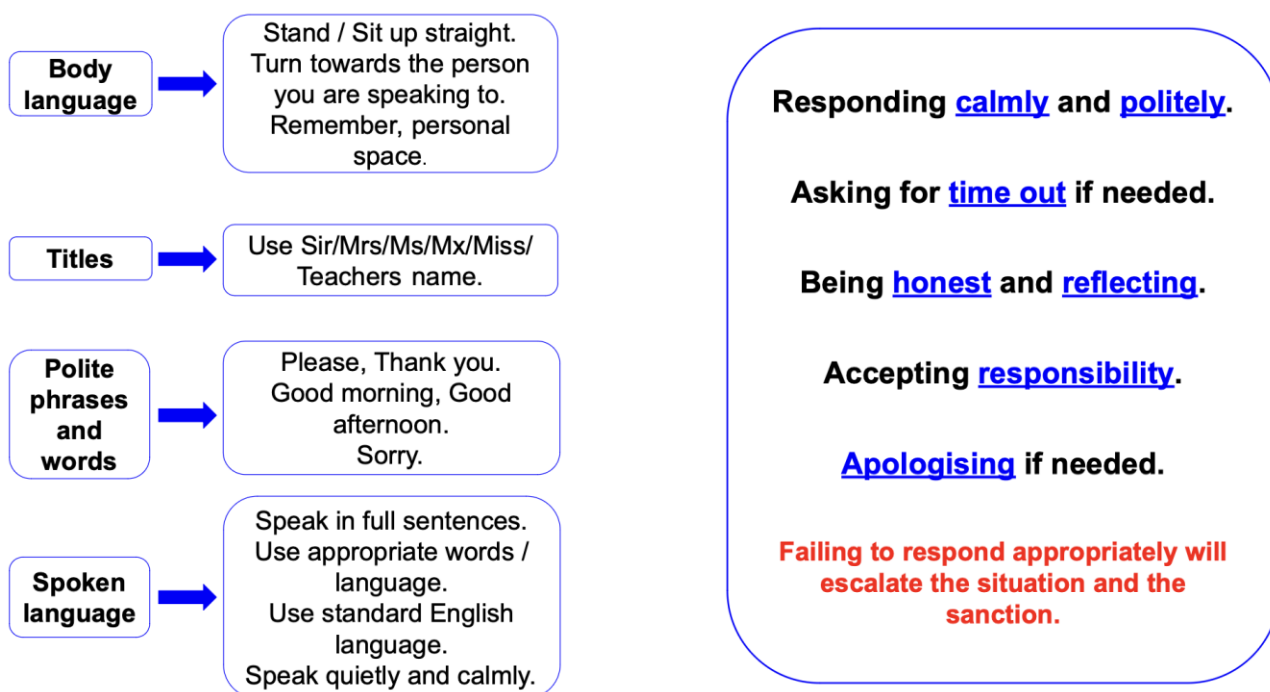 Body
language
Stand / Sit up straight.
Turn towards the person
you are speaking to.
Remember, personal
space.
Titles
Use Sir/Mrs/Ms/Mx/Miss/
Teachers name.
Polite
phrases
and
words
Please, Thank you.
Good morning, Good
afternoon.
Sorry.
Spoken
language
Speak in full sentences.
Use appropriate words /
language.
Use standard English
language.
Speak quietly and calmly.
Responding calmly and politely.
Asking for time out if needed.
Being honest and reflecting.
Accepting responsibility.
Apologising if needed.
Failing to respond appropriately will
escalate the situation and the
sanction.